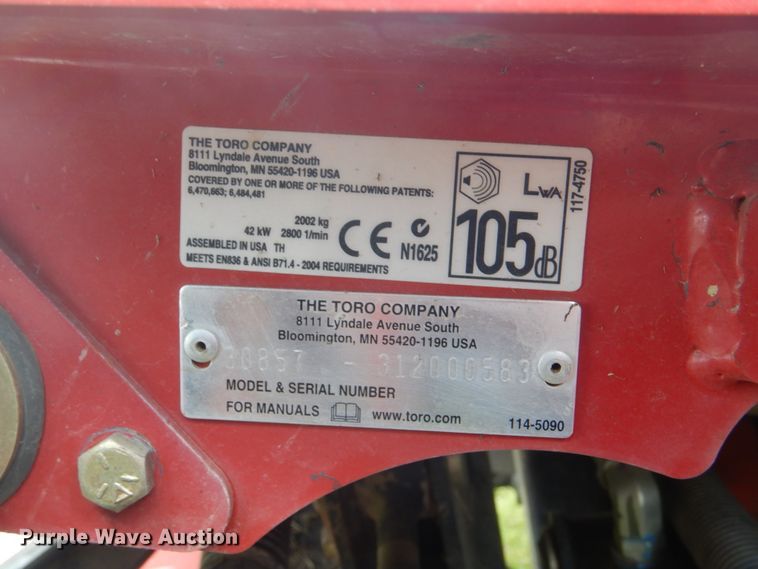 THE TORO COMPANY
8111 Lyndale Avenue South
Bloomington, MN 55420-1196 USA
COVERED BY ONE OR MORE OF THE FOLLOWING PATENTS:
6,470,663; 6,484,481
2002 kg
42 kW 2800 1/min
ASSEMBLED IN USA TH
MEETS EN836 & ANSI B71.4 - 2004 REQUIREMENTS
CE
N1625
LWA
105dB
117-4750
THE TORO COMPANY
8111 Lyndale Avenue South
Bloomington, MN 55420-1196 USA
30857 - 312000583
MODEL & SERIAL NUMBER
FOR MANUALS www.toro.com
114-5090
Purple Wave Auction